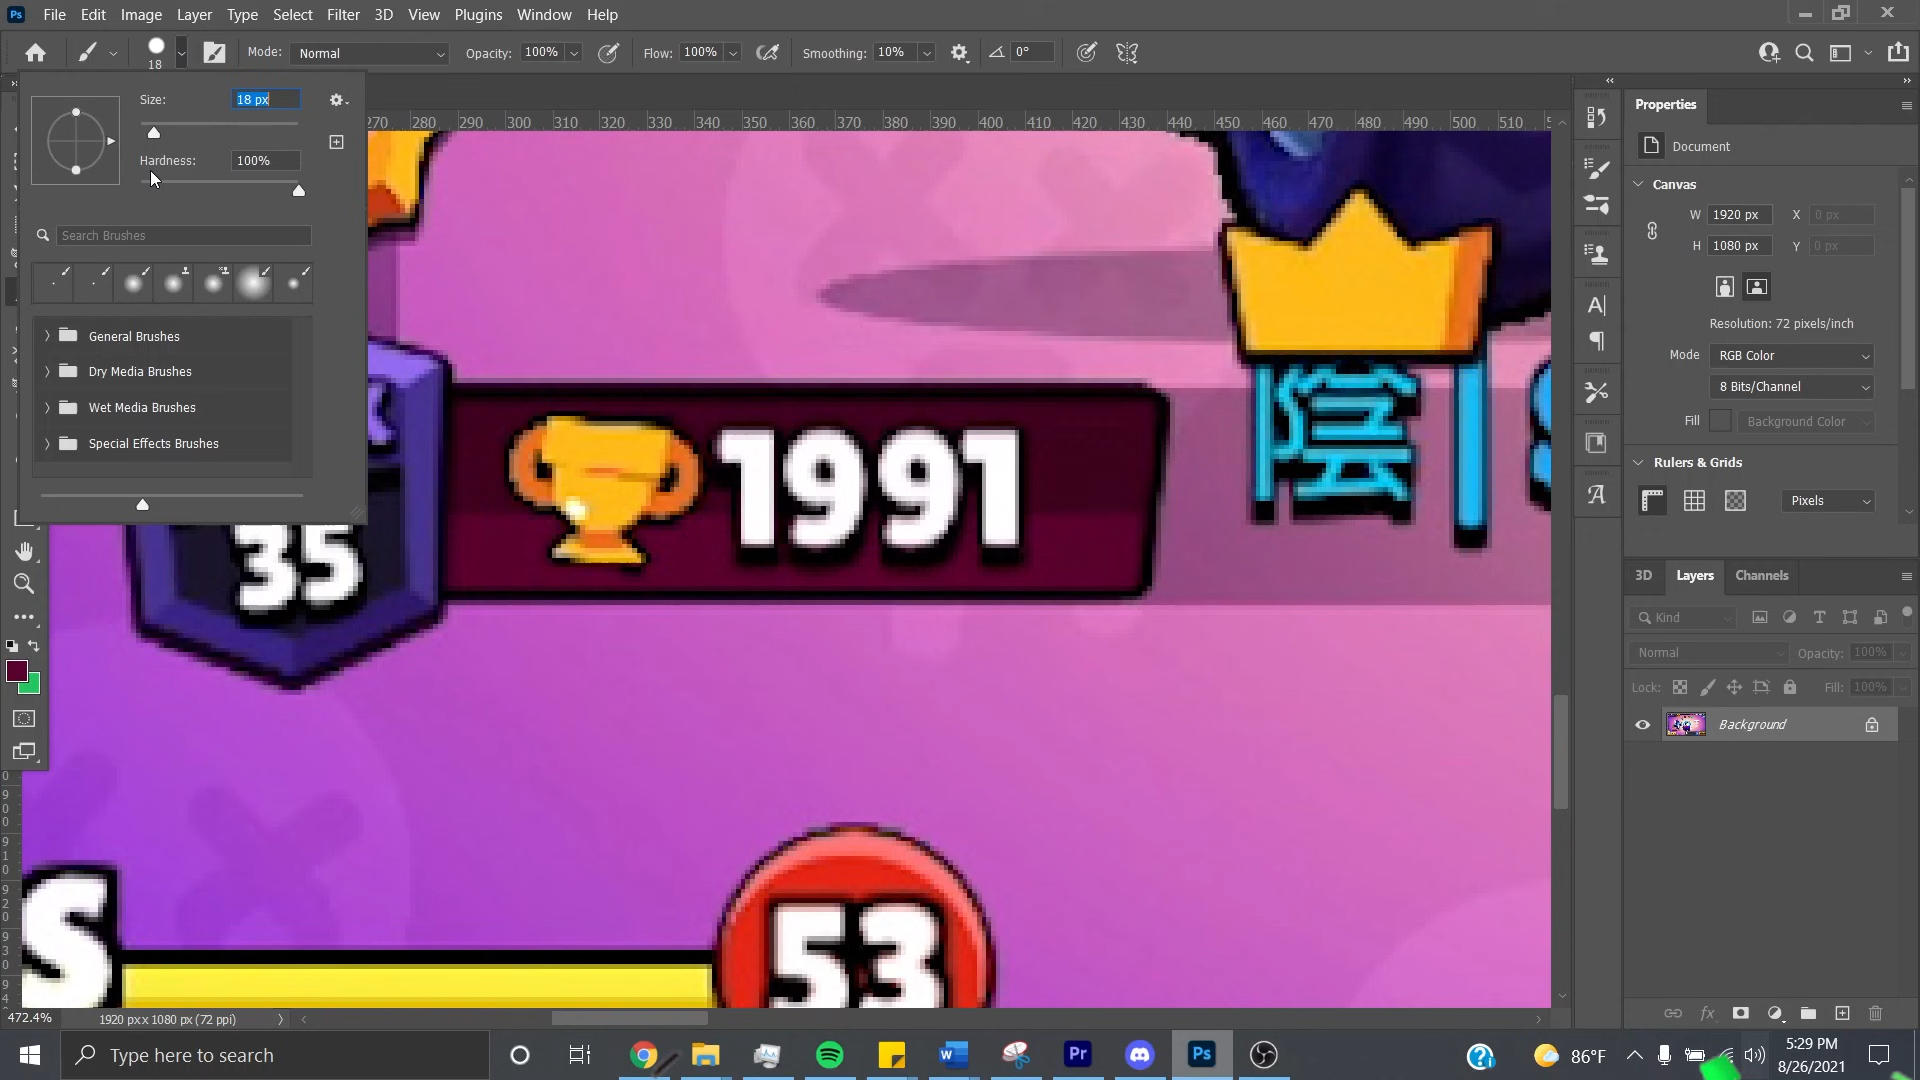 Ps File Edit Image Layer Type Select Filter 3D View Plugins Window Help
18 Mode: Normal Opacity: 100% Flow: 100% Smoothing: 10% 0°
Size: 18 px
Hardness: 100%
Search Brushes
General Brushes
Dry Media Brushes
Wet Media Brushes
Special Effects Brushes
270 280 290 300 310 320 330 340 350 360 370 380 390 400 410 420 430 440 450 460 470 480 490 500 510
1991
35
53
S
Properties
Document
Canvas
W 1920 px X 0 px
H 1080 px Y 0 px
Resolution: 72 pixels/inch
Mode RGB Color
8 Bits/Channel
Fill Background Color
Rulers & Grids
Pixels
3D Layers Channels
Kind
Normal Opacity: 100%
Lock: Fill: 100%
Background
472.4% 1920 px x 1080 px (72 ppi)
Type here to search
W Pr Ps
86°F
5:29 PM
8/26/2021